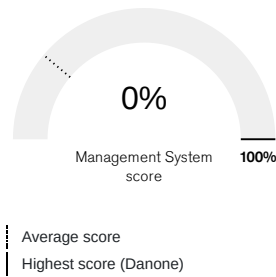 0%
Management System
score
100%
Average score
Highest score (Danone)